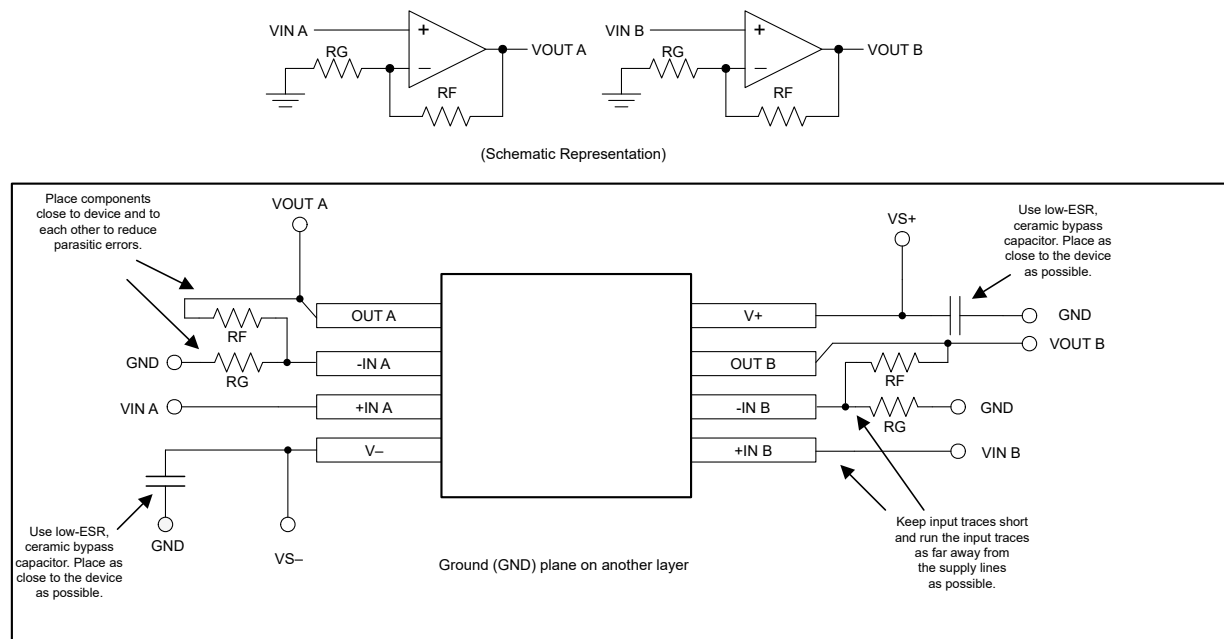 VIN A
+
RG
−
VOUT A
RF
VIN B
+
RG
−
VOUT B
RF
(Schematic Representation)
Place components
close to device and to
each other to reduce
parasitic errors.
VOUT A
VS+
Use low-ESR,
ceramic bypass
capacitor. Place as
close to the device
as possible.
OUT A
V+
GND
RF
VOUT B
GND
RG
-IN A
OUT B
RF
VIN A
+IN A
-IN B
RG
GND
V–
+IN B
VIN B
Use low-ESR,
ceramic bypass
capacitor. Place as
close to the device
as possible.
GND
VS–
Ground (GND) plane on another layer
Keep input traces short
and run the input traces
as far away from
the supply lines
as possible.